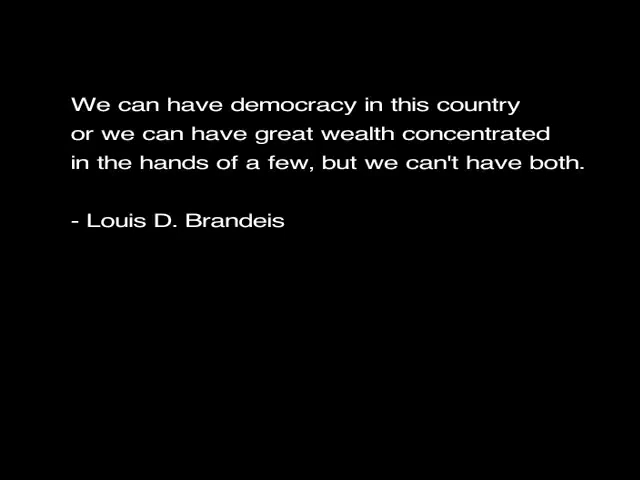 We can have democracy in this country
or we can have great wealth concentrated
in the hands of a few, but we can't have both.
- Louis D. Brandeis